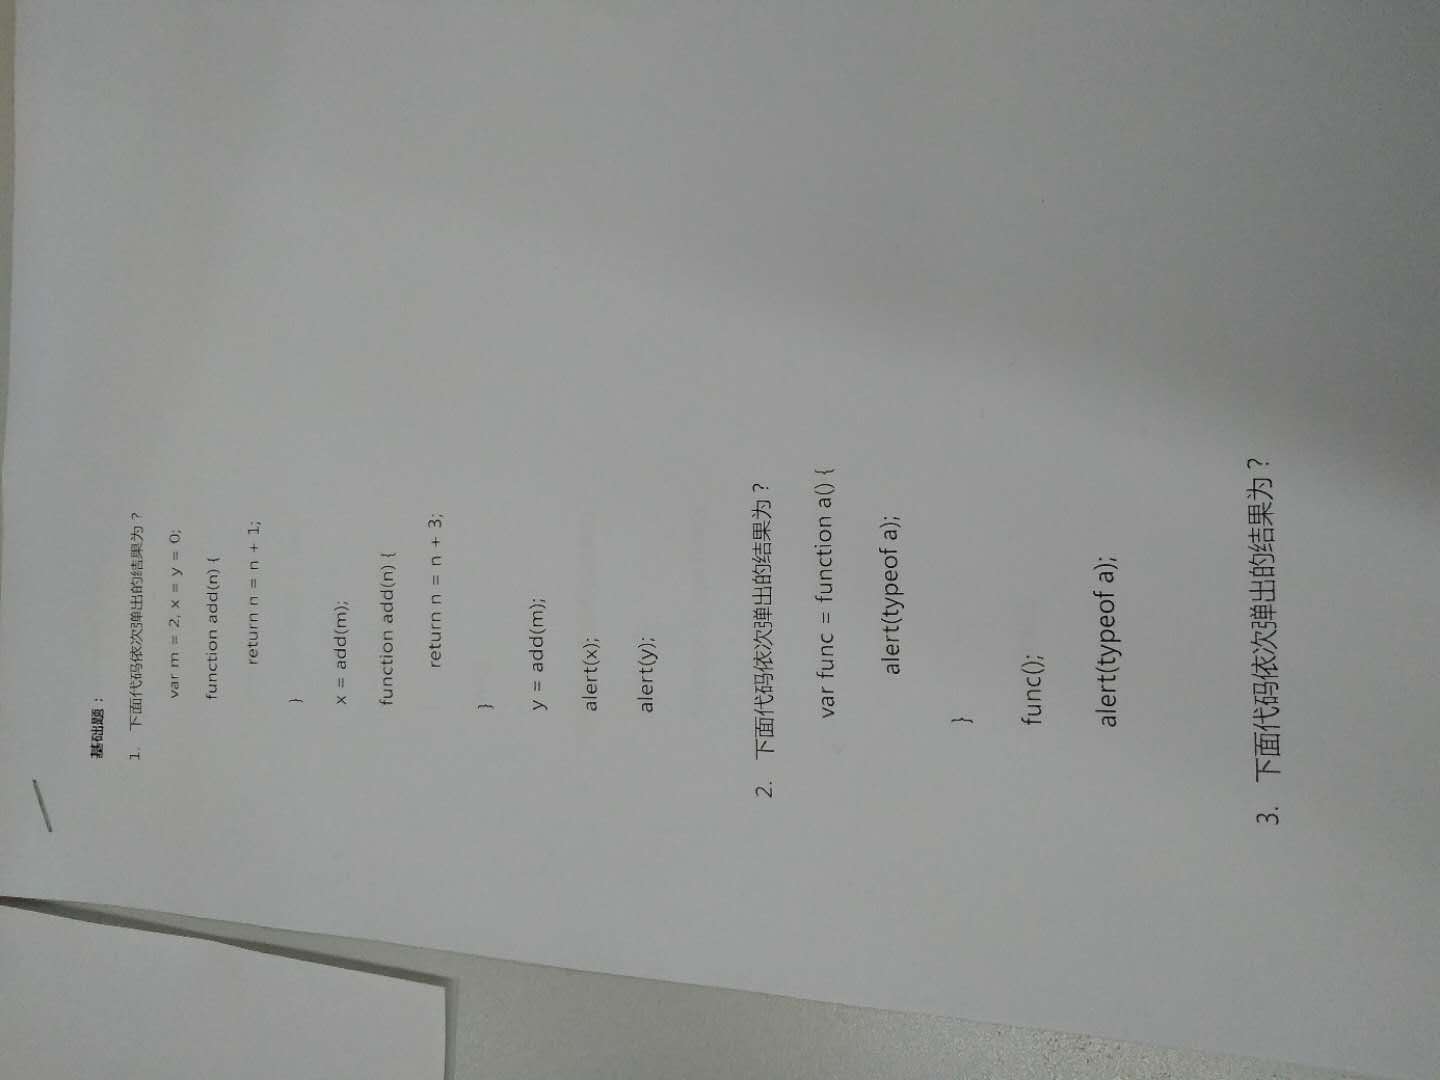 基础题：
1. 下面代码依次弹出的结果为？
var m = 2, x = y = 0;
function add(n) {
return n = n + 1;
}
x = add(m);
function add(n) {
return n = n + 3;
}
y = add(m);
alert(x);
alert(y);
2. 下面代码依次弹出的结果为？
var func = function a() {
alert(typeof a);
}
func();
alert(typeof a);
3. 下面代码依次弹出的结果为？